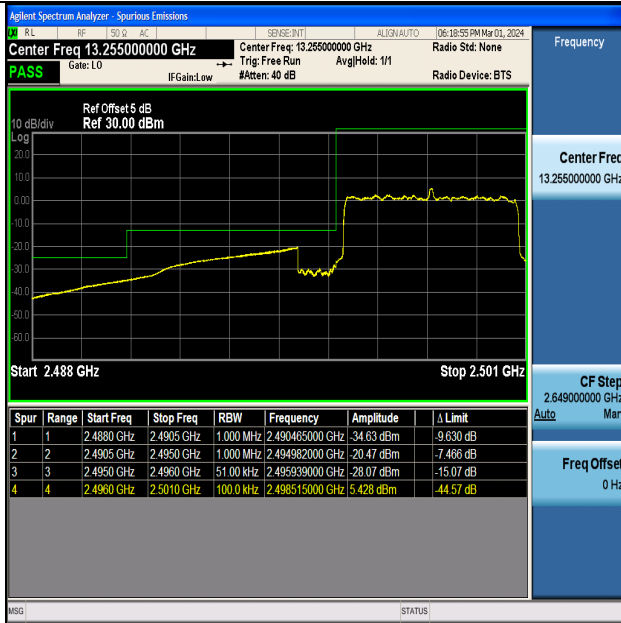 Agilent Spectrum Analyzer - Spurious Emissions
RL RF 50 Ω AC SENSE:INT ALIGN AUTO 06:18:55 PM Mar 01, 2024
Center Freq 13.255000000 GHz
Center Freq: 13.255000000 GHz
Radio Std: None
PASS
Gate: LO
Trig: Free Run Avg|Hold: 1/1
IFGain:Low
#Atten: 40 dB
Radio Device: BTS
Ref Offset 5 dB
10 dB/div Ref 30.00 dBm
Log
20.0
10.0
0.00
-10.0
-20.0
-30.0
-40.0
-50.0
-60.0
Start 2.488 GHz Stop 2.501 GHz
Spur Range Start Freq Stop Freq RBW Frequency Amplitude Δ Limit
1 1 2.4880 GHz 2.4905 GHz 1.000 MHz 2.490465000 GHz -34.63 dBm -9.630 dB
2 2 2.4905 GHz 2.4950 GHz 1.000 MHz 2.494982000 GHz -20.47 dBm -7.466 dB
3 3 2.4950 GHz 2.4960 GHz 51.00 kHz 2.495939000 GHz -28.07 dBm -15.07 dB
4 4 2.4960 GHz 2.5010 GHz 100.0 kHz 2.498515000 GHz 5.428 dBm -44.57 dB
MSG STATUS
Frequency
Center Freq
13.255000000 GHz
CF Step
2.649000000 GHz
Auto Man
Freq Offset
0 Hz